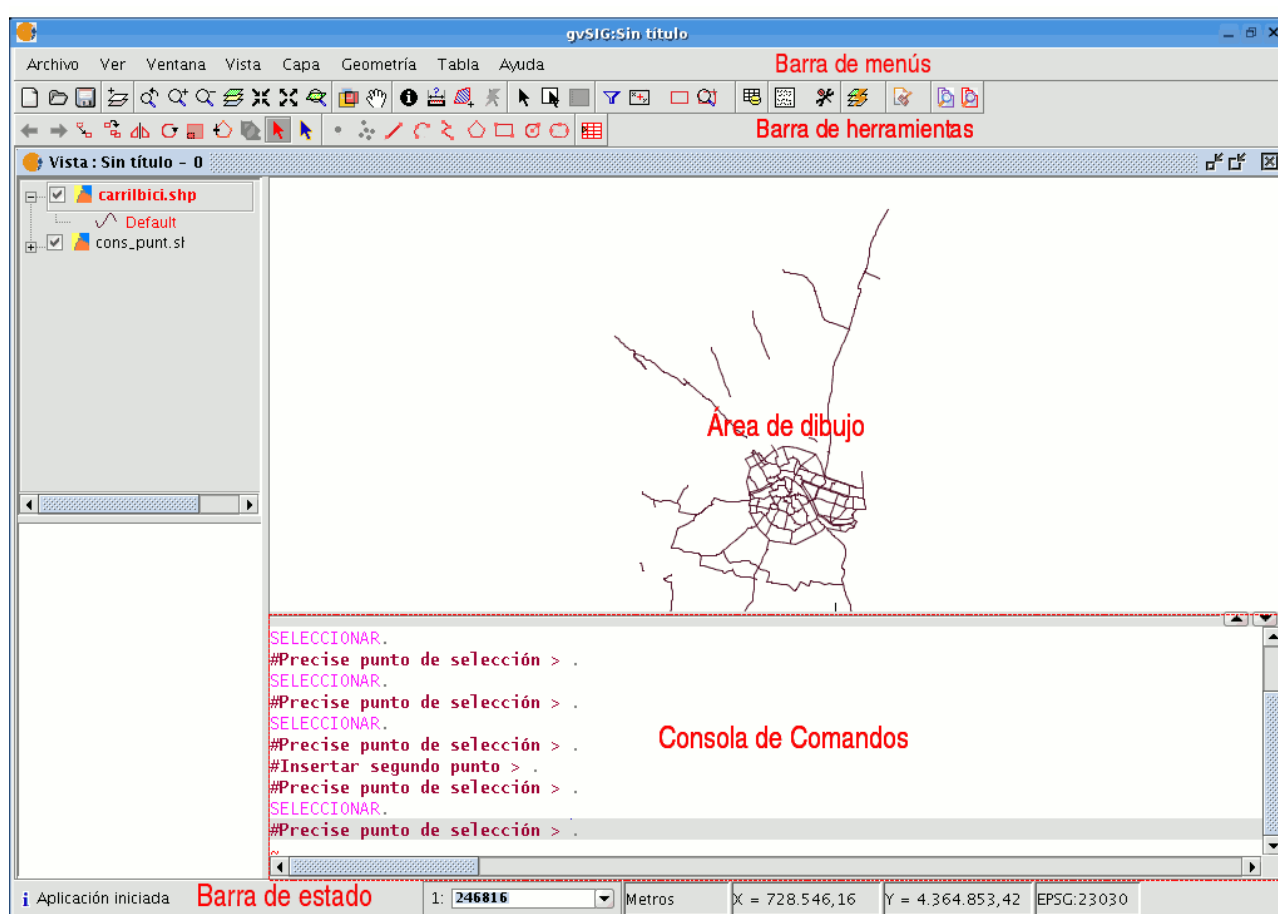 gvSIG:Sin título
Archivo Ver Ventana Vista Capa Geometría Tabla Ayuda
Barra de menús
Barra de herramientas
Vista : Sin título - 0
carrilbici.shp
Default
cons_punt.sh
Área de dibujo
SELECCIONAR.
#Precise punto de selección > .
SELECCIONAR.
#Precise punto de selección > .
SELECCIONAR.
#Precise punto de selección > .
#Insertar segundo punto > .
#Precise punto de selección > .
SELECCIONAR.
#Precise punto de selección > .
Consola de Comandos
Aplicación iniciada
Barra de estado
1: 246816
Metros
X = 728.546,16
Y = 4.364.853,42
EPSG:23030